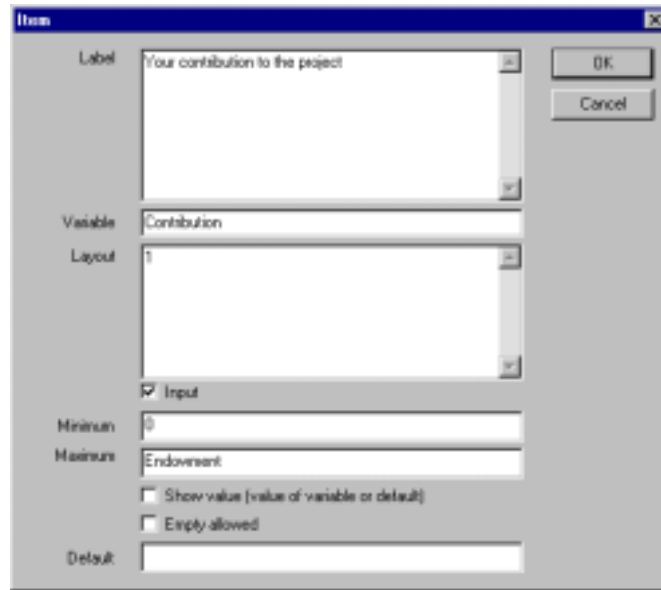 Item
Label
Your contribution to the project
OK
Cancel
Variable
Contribution
Layout
1
Input
Minimum
0
Maximum
Endowment
Show value (value of variable or default)
Empty allowed
Default